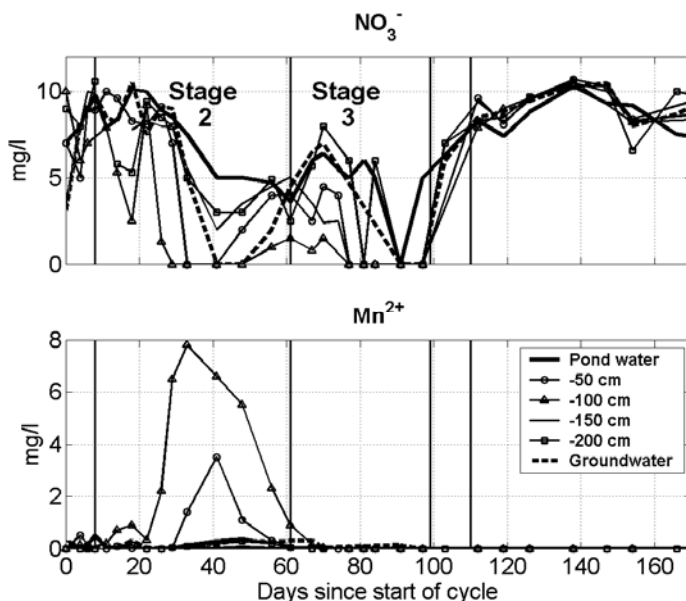 NO₃⁻
10
5
0
mg/l
Stage
2
Stage
3
Mn²⁺
8
6
4
2
0
mg/l
Pond water
-50 cm
-100 cm
-150 cm
-200 cm
Groundwater
0 20 40 60 80 100 120 140 160
Days since start of cycle